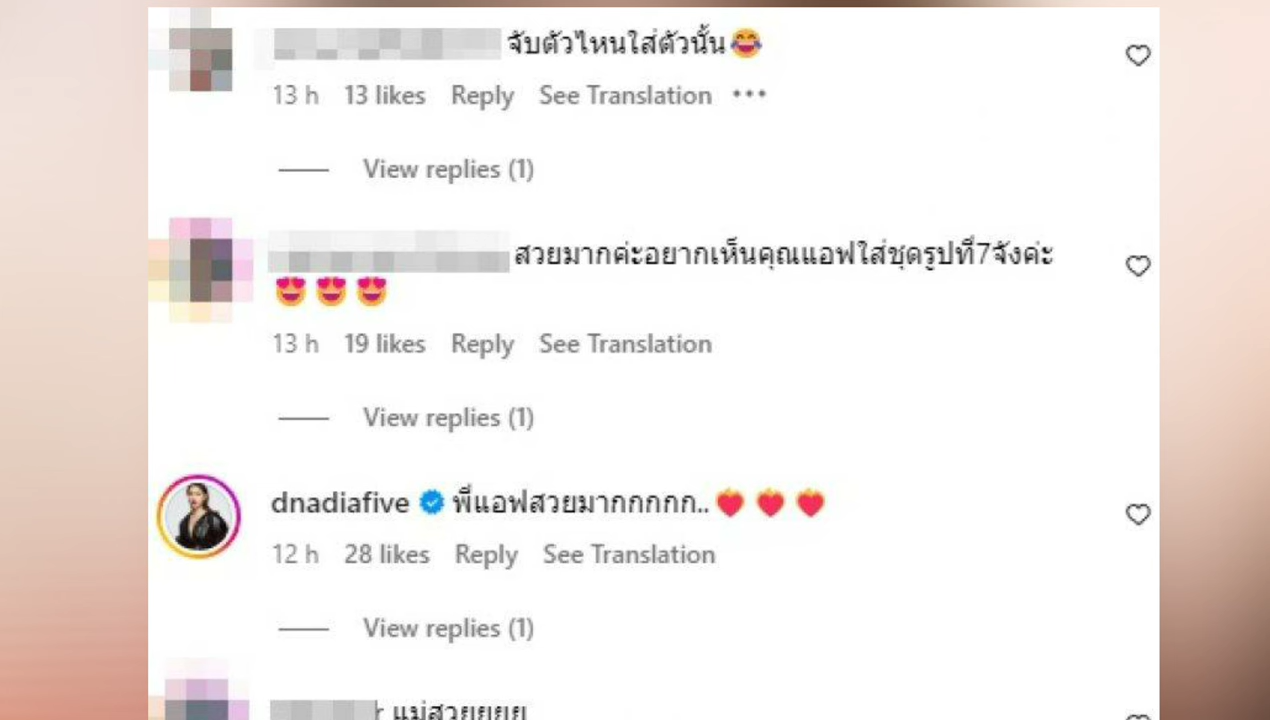 จับตัวไหนใส่ตัวนั้น😂
13 h 13 likes Reply See Translation •••
View replies (1)
สวยมากค่ะอยากเห็นคุณแอฟใส่ชุดรูปที่7จังค่ะ
😍😍😍
13 h 19 likes Reply See Translation
View replies (1)
dnadiafive พี่แอฟสวยมากกกกก..❤️❤️❤️
12 h 28 likes Reply See Translation
View replies (1)
r แม่สวยยยย